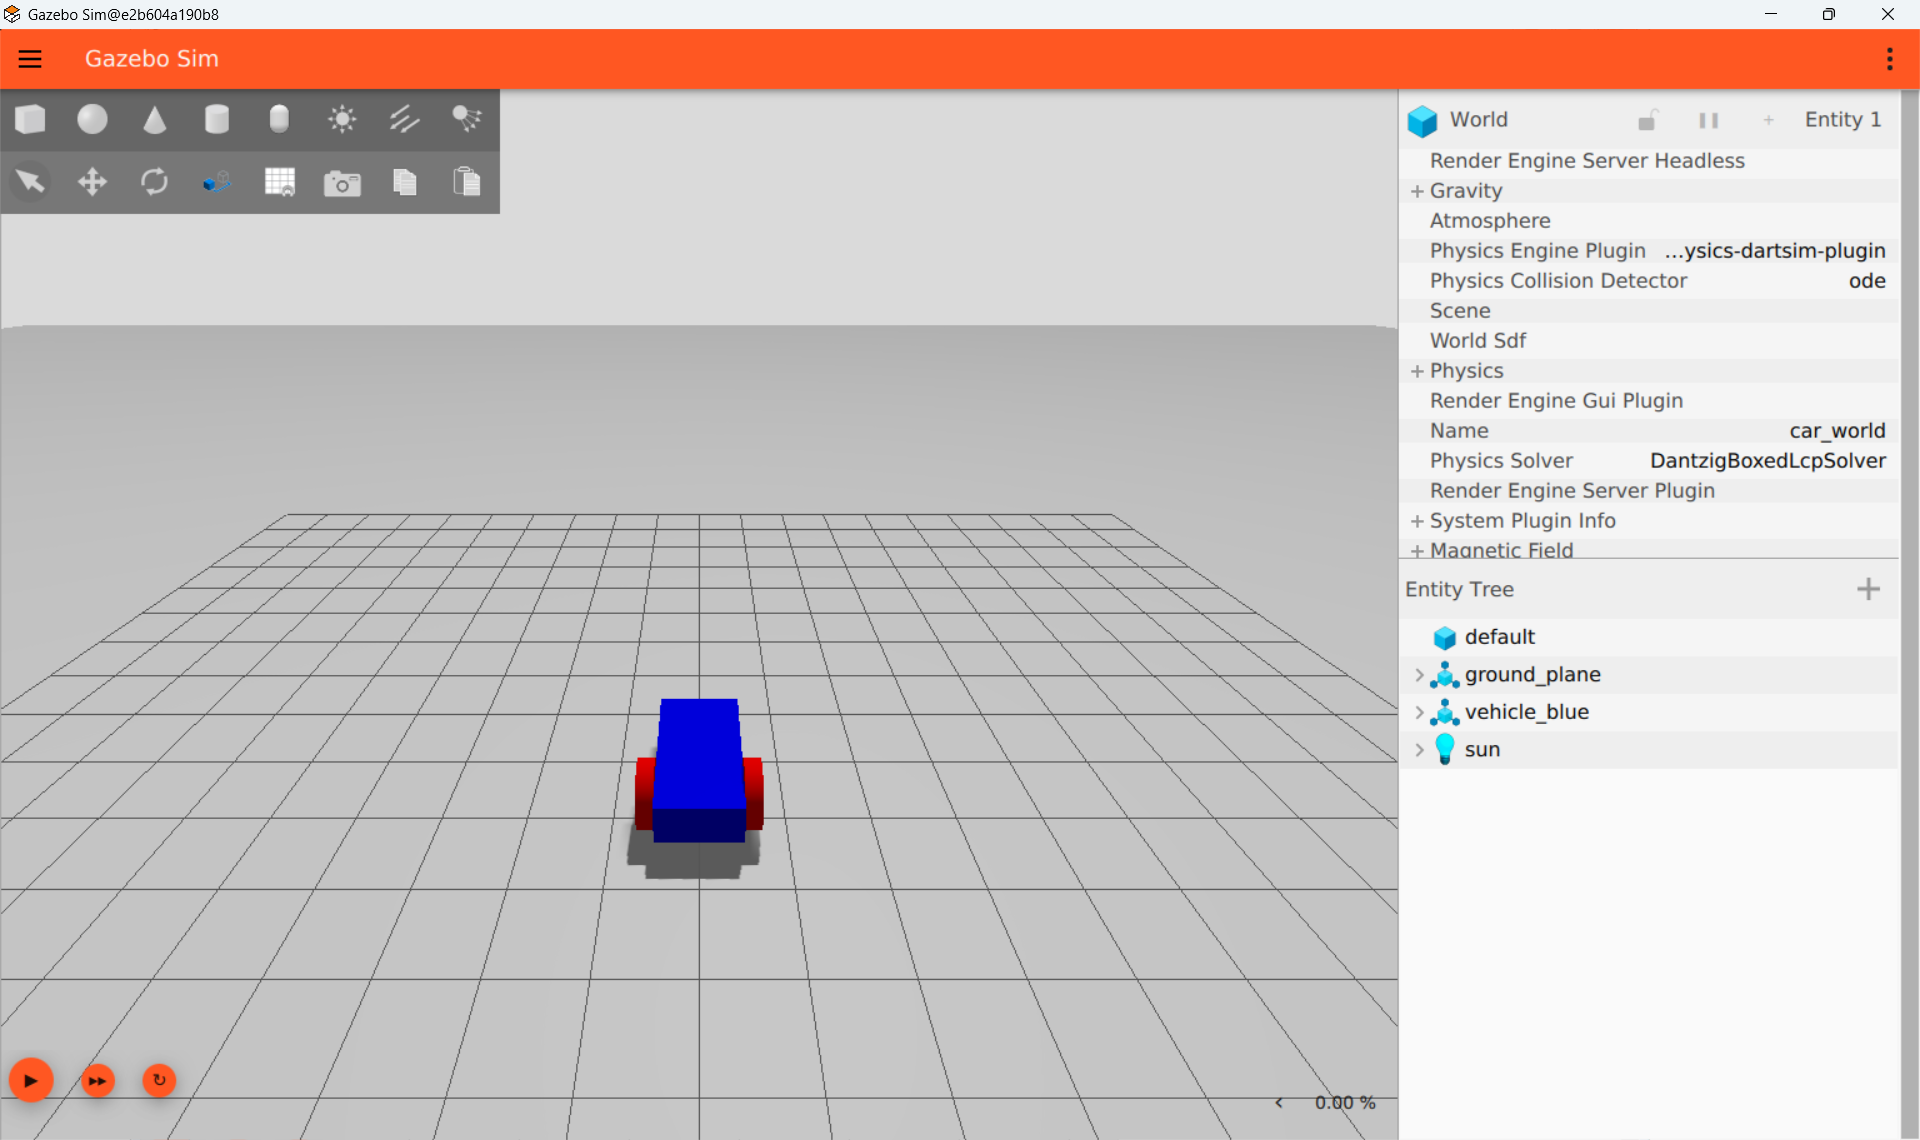 Gazebo Sim@e2b604a190b8
Gazebo Sim
World Entity 1
Render Engine Server Headless
Gravity
Atmosphere
Physics Engine Plugin ...ysics-dartsim-plugin
Physics Collision Detector ode
Scene
World Sdf
Physics
Render Engine Gui Plugin
Name car_world
Physics Solver DantzigBoxedLcpSolver
Render Engine Server Plugin
System Plugin Info
Magnetic Field
Entity Tree
default
ground_plane
vehicle_blue
sun
0.00 %